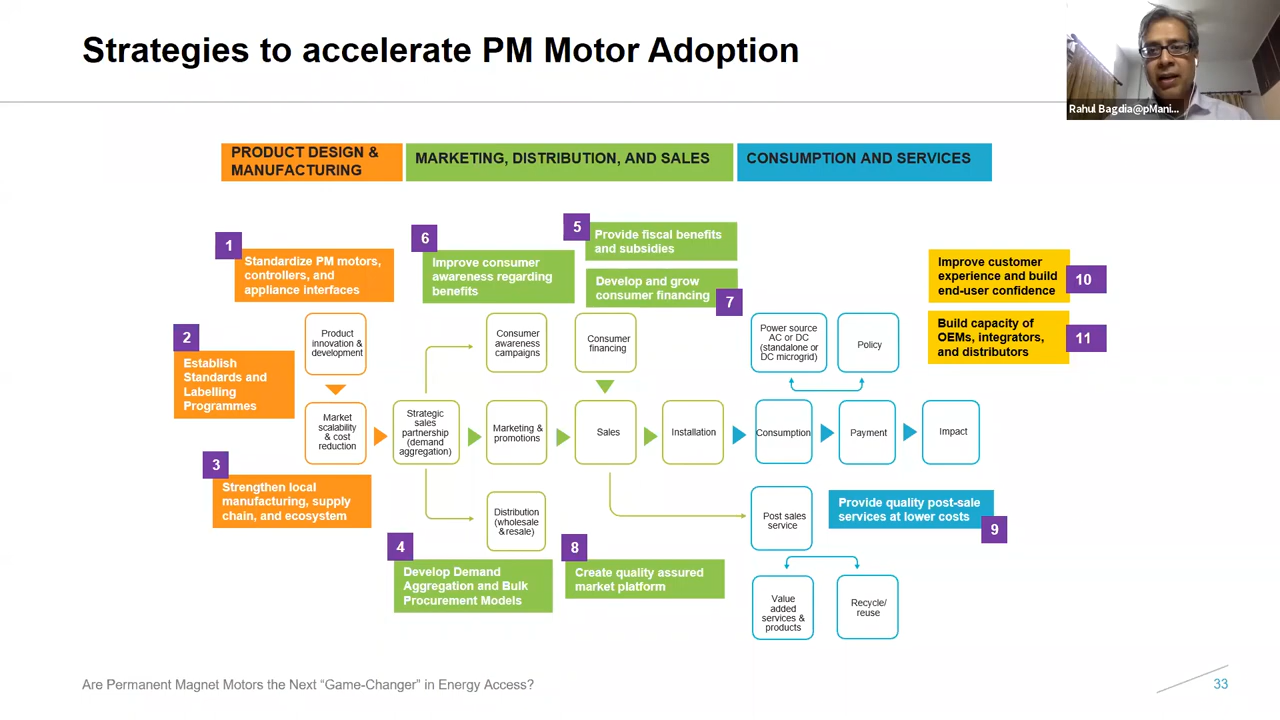 Strategies to accelerate PM Motor Adoption
Rahul Bagdia@pMani...
PRODUCT DESIGN &
MANUFACTURING
MARKETING, DISTRIBUTION, AND SALES
CONSUMPTION AND SERVICES
1
Standardize PM motors,
controllers, and
appliance interfaces
6
Improve consumer
awareness regarding
benefits
5
Provide fiscal benefits
and subsidies
Develop and grow
consumer financing
7
Improve customer
experience and build
end-user confidence
10
Build capacity of
OEMs, integrators,
and distributors
11
2
Establish
Standards and
Labelling
Programmes
Product
innovation &
development
Consumer
awareness
campaigns
Consumer
financing
Power source
AC or DC
(standalone or
DC microgrid)
Policy
Market
scalability
& cost
reduction
Strategic
sales
partnership
(demand
aggregation)
Marketing &
promotions
Sales
Installation
Consumption
Payment
Impact
3
Strengthen local
manufacturing, supply
chain, and ecosystem
Distribution
(wholesale
& resale)
Post sales
service
Provide quality post-sale
services at lower costs
9
4
Develop Demand
Aggregation and Bulk
Procurement Models
8
Create quality assured
market platform
Value
added
services &
products
Recycle/
reuse
Are Permanent Magnet Motors the Next “Game-Changer” in Energy Access?
33